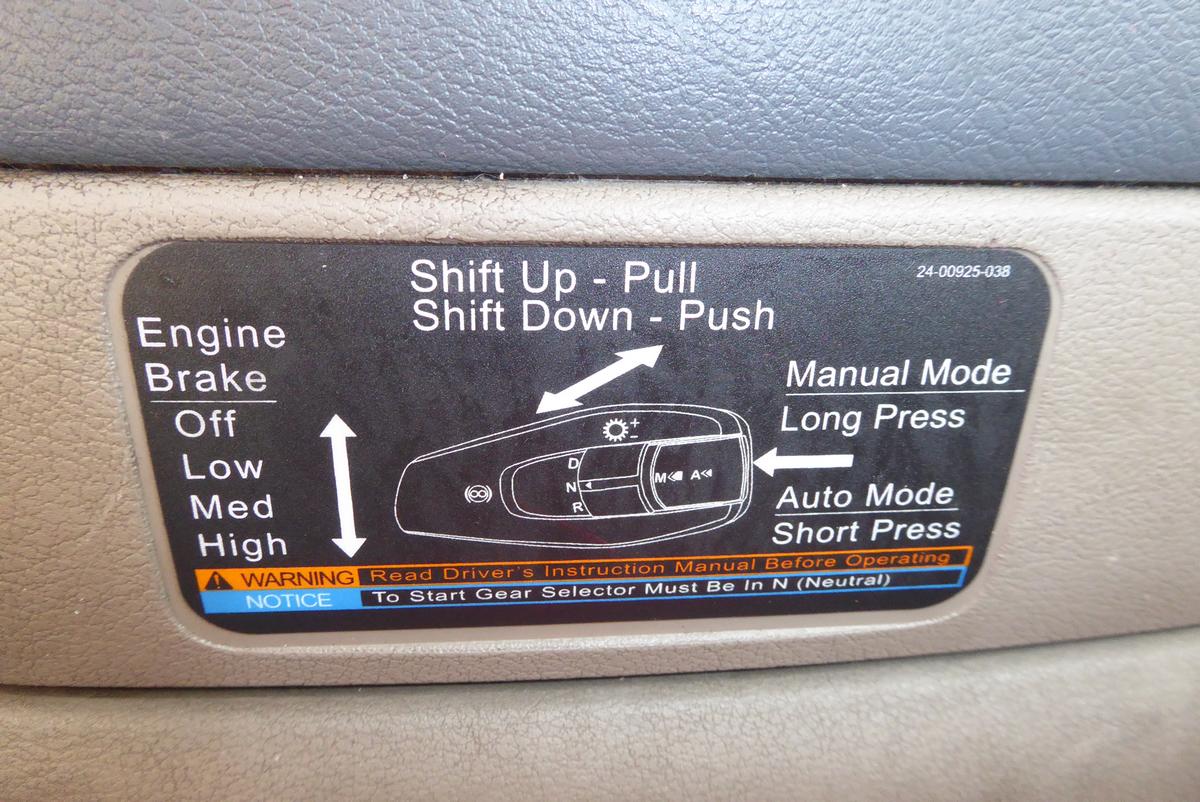 Shift Up - Pull
Shift Down - Push
24-00925-038
Engine
Brake
Off
Low
Med
High
Manual Mode
Long Press
Auto Mode
Short Press
+
-
D
N
R
M A
WARNING Read Driver's Instruction Manual Before Operating
NOTICE To Start Gear Selector Must Be In N (Neutral)